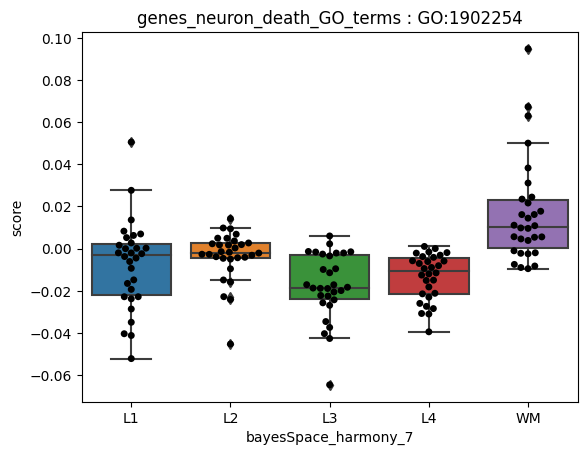 genes_neuron_death_GO_terms : GO:1902254
0.10
0.08
0.06
0.04
0.02
0.00
−0.02
−0.04
−0.06
score
L1 L2 L3 L4 WM
bayesSpace_harmony_7